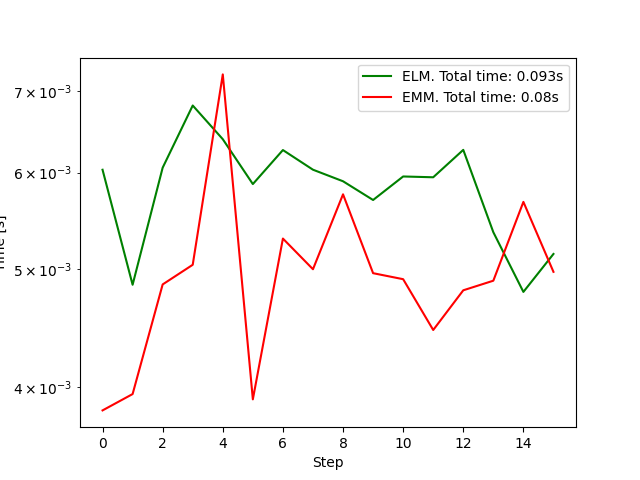 ELM. Total time: 0.093s
EMM. Total time: 0.08s
7 × 10⁻³
6 × 10⁻³
5 × 10⁻³
4 × 10⁻³
[s]
0 2 4 6 8 10 12 14
Step